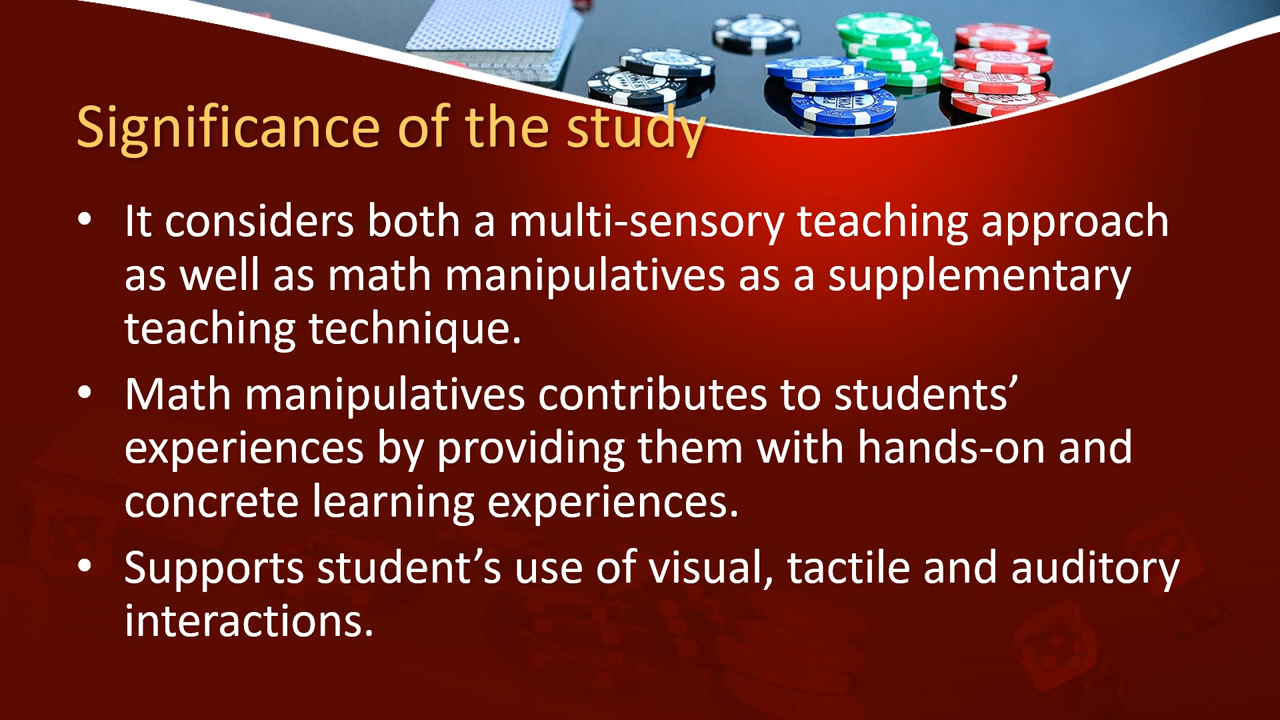 Significance of the study
• It considers both a multi-sensory teaching approach
as well as math manipulatives as a supplementary
teaching technique.
• Math manipulatives contributes to students’
experiences by providing them with hands-on and
concrete learning experiences.
• Supports student’s use of visual, tactile and auditory
interactions.